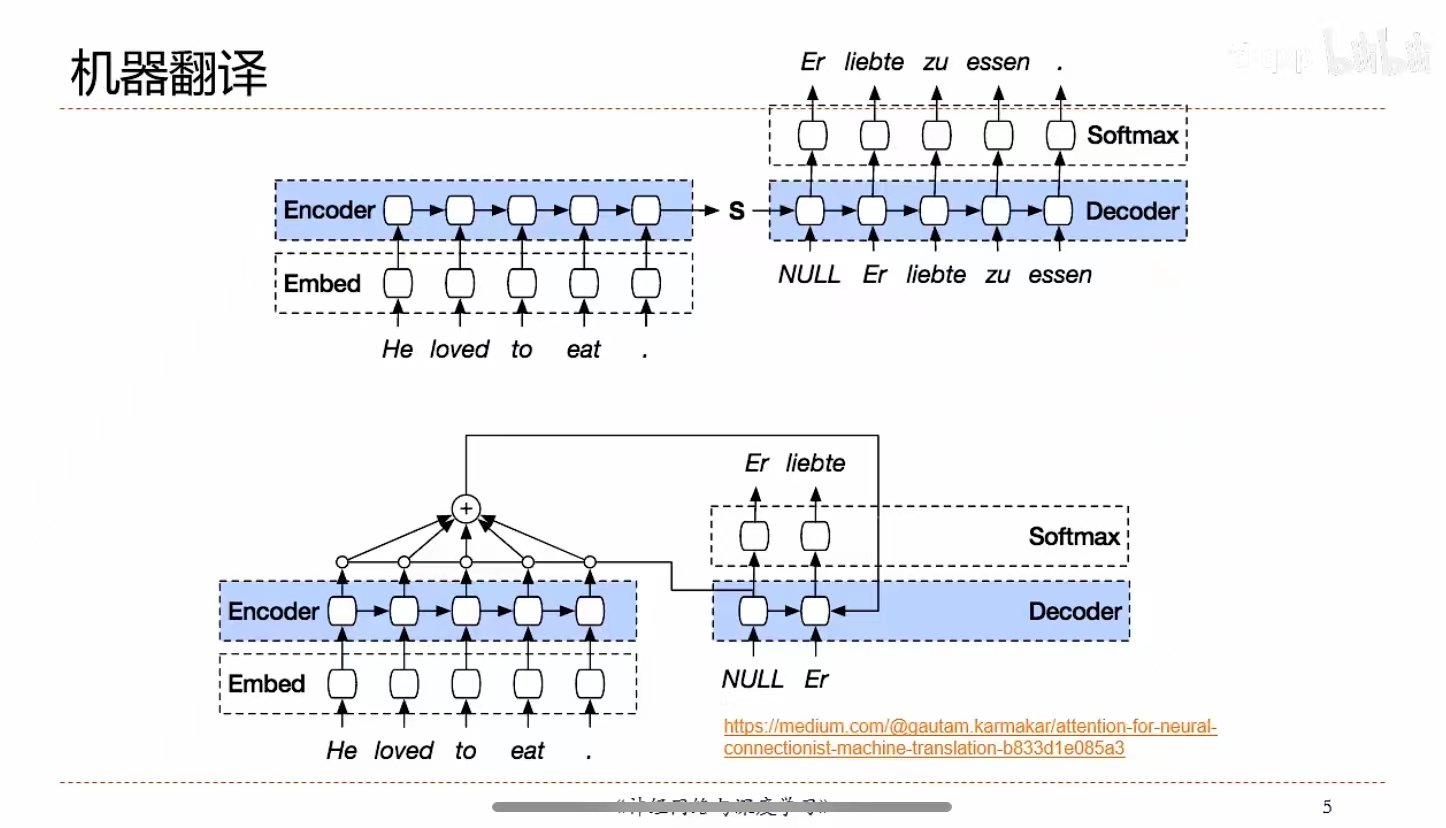 机器翻译
Er liebte zu essen .
Softmax
Encoder
S
Decoder
Embed
NULL Er liebte zu essen
He loved to eat .
+
Er liebte
Softmax
Encoder
Decoder
Embed
NULL Er
He loved to eat .
https://medium.com/@gautam.karmakar/attention-for-neural-
connectionist-machine-translation-b833d1e085a3
《神经网络与深度学习》
5